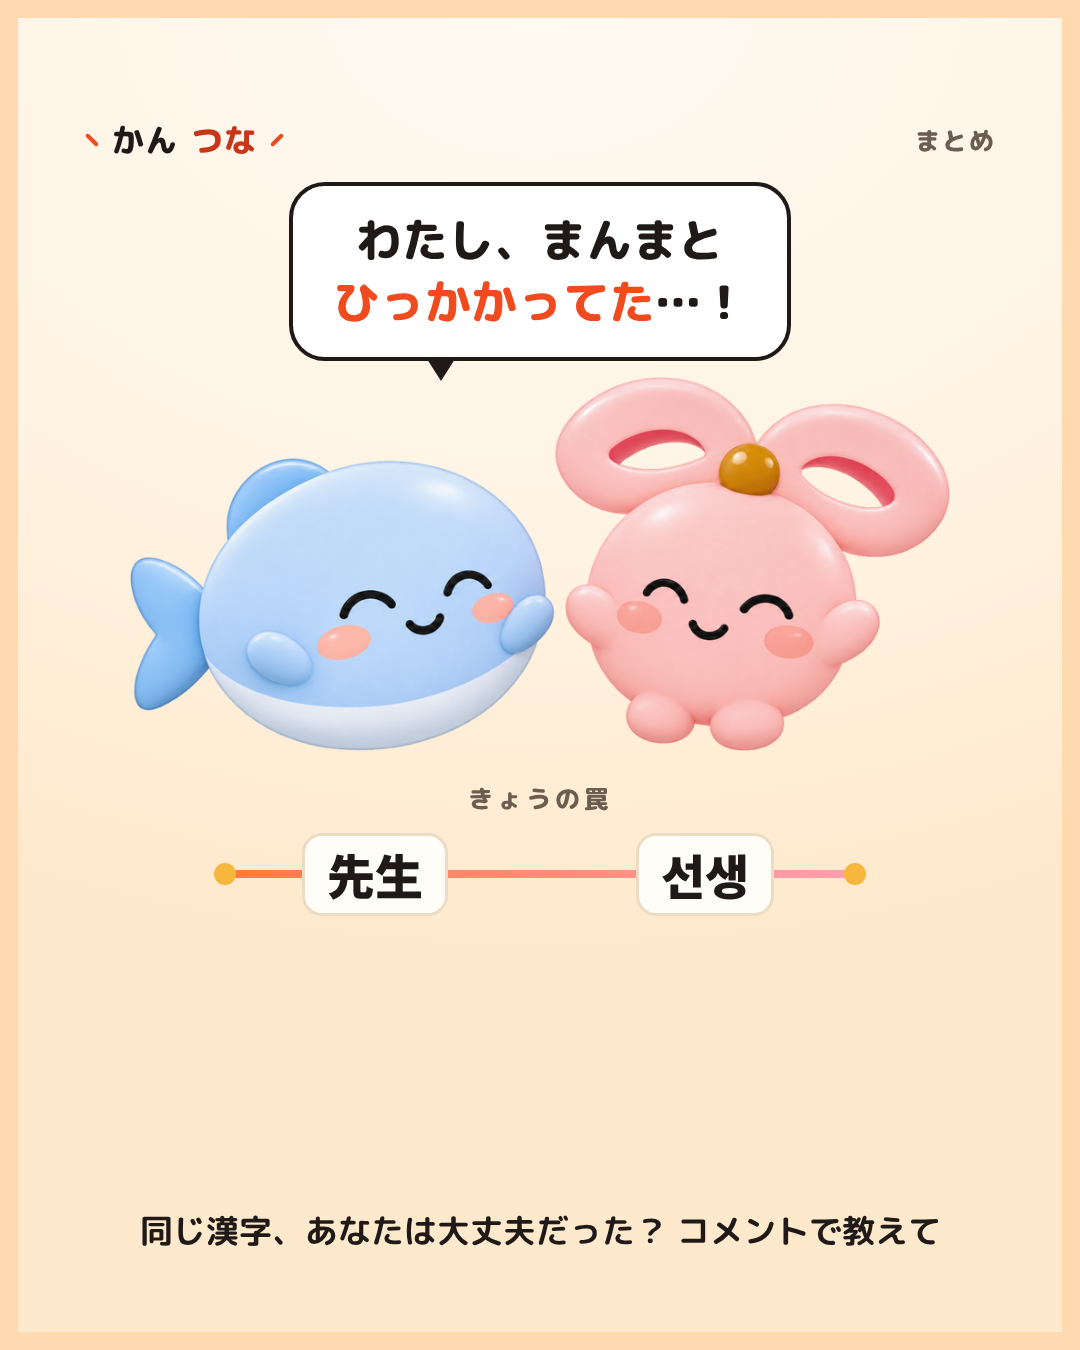 かん つな
まとめ
わたし、まんまと
ひっかかってた…！
きょうの罠
先生
선생
同じ漢字、あなたは大丈夫だった？ コメントで教えて